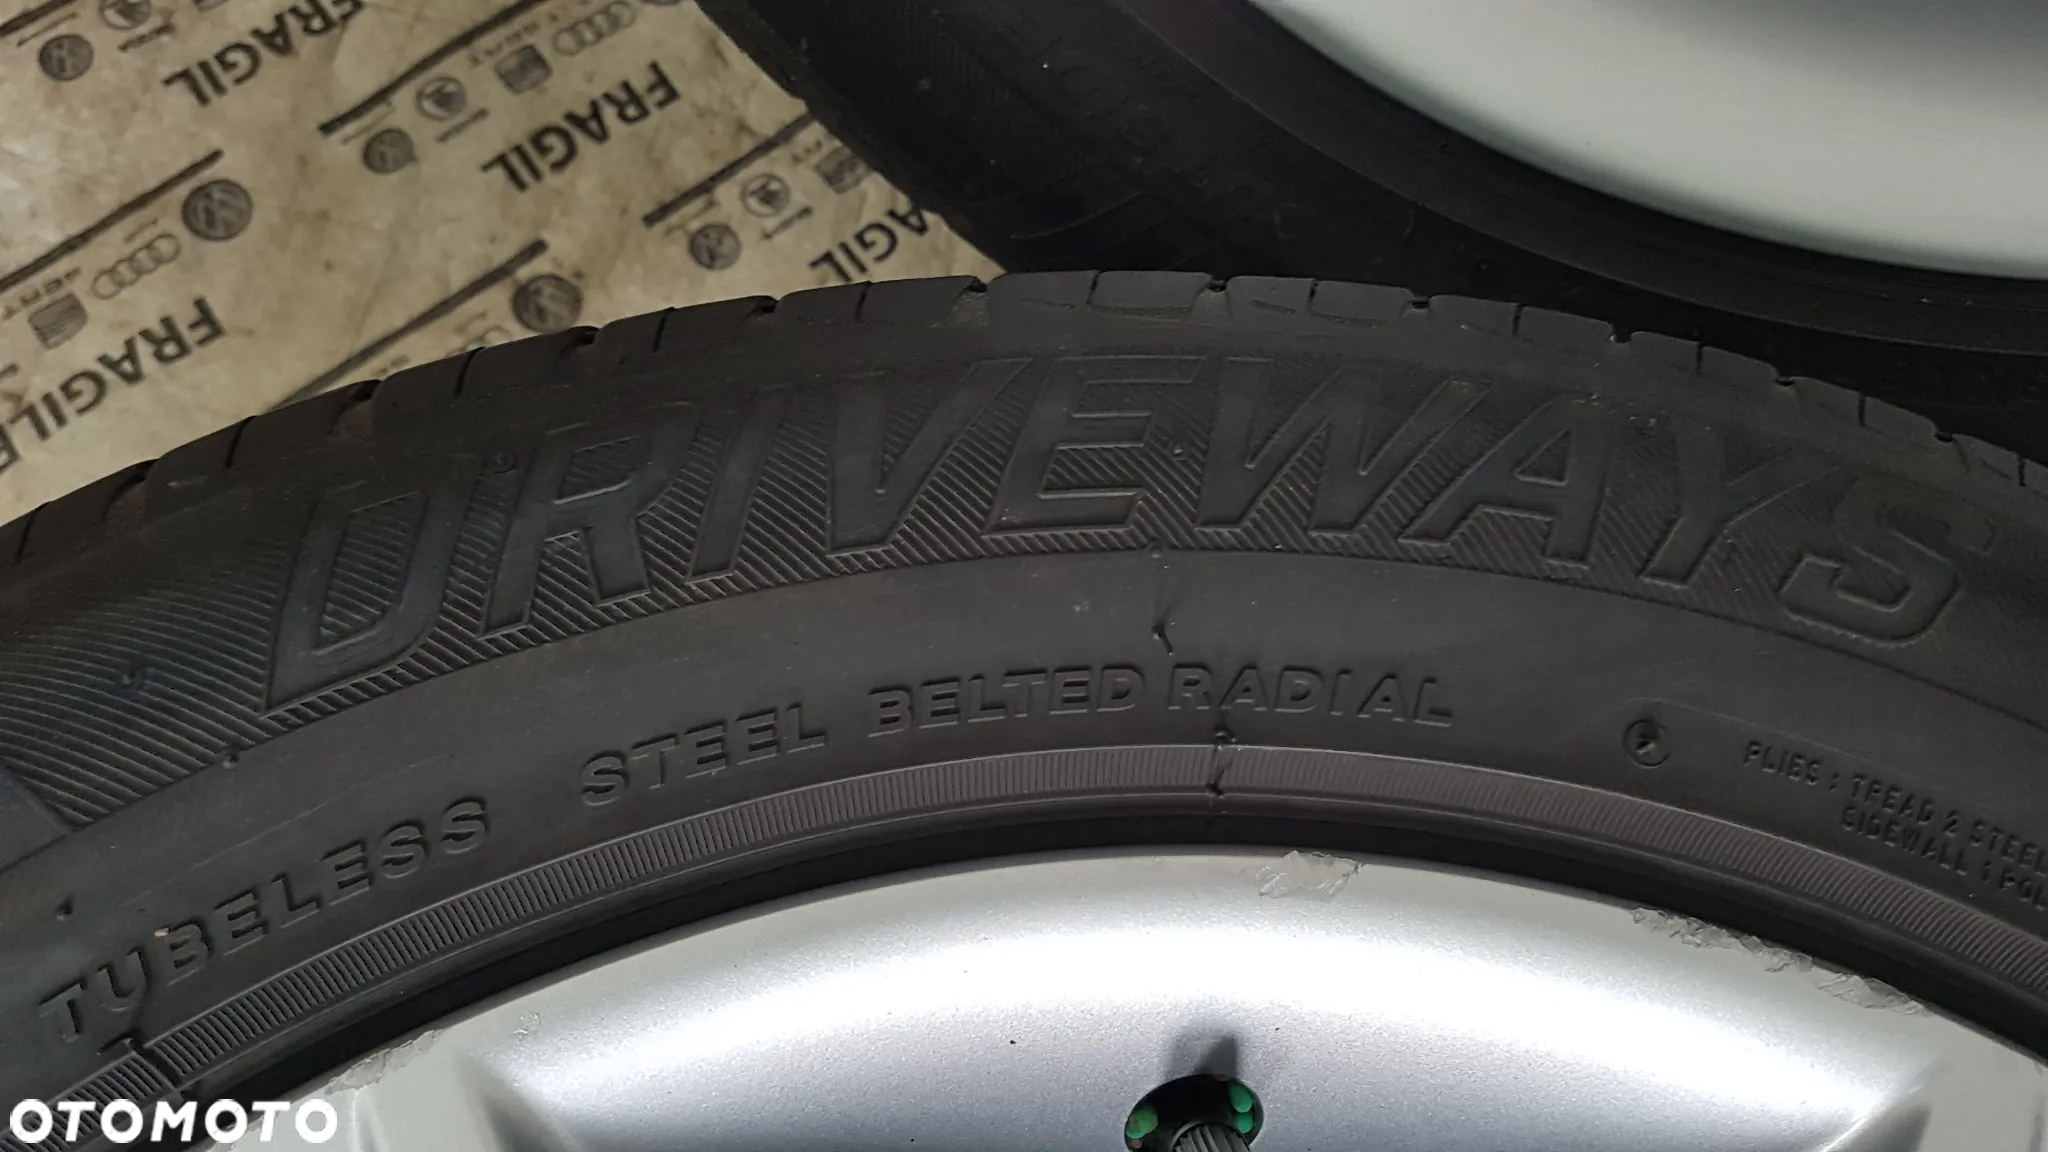 FRAGIL
FRAGIL
FRAGIL
FRAGIL
DRIVEWAYS
TUBELESS STEEL BELTED RADIAL
PLIES : TREAD 2 STEEL
SIDEWALL 1 POL
OTOMOTO